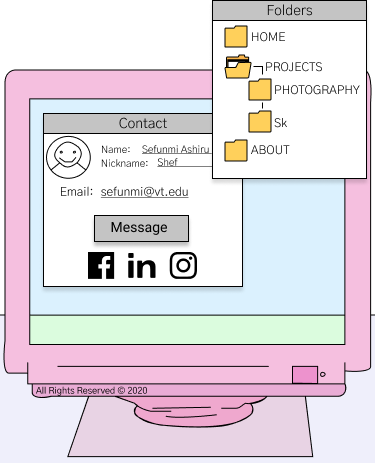 Folders
HOME
PROJECTS
PHOTOGRAPHY
Sk
ABOUT
Contact
Name: Sefunmi Ashiru
Nickname: Shef
Email: sefunmi@vt.edu
Message
All Rights Reserved © 2020